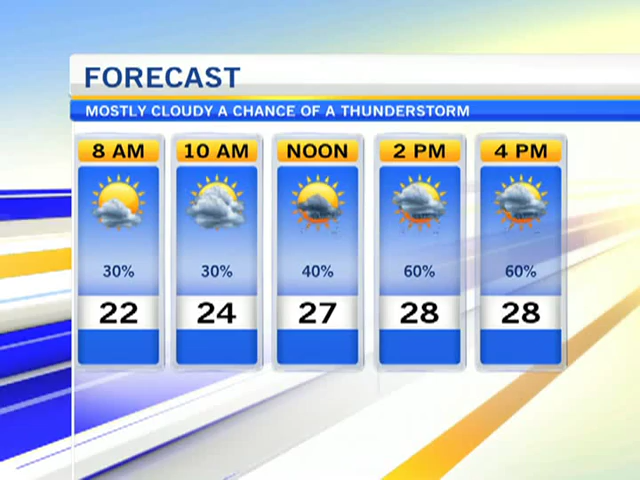 FORECAST
MOSTLY CLOUDY A CHANCE OF A THUNDERSTORM
8 AM 10 AM NOON 2 PM 4 PM
30% 30% 40% 60% 60%
22 24 27 28 28